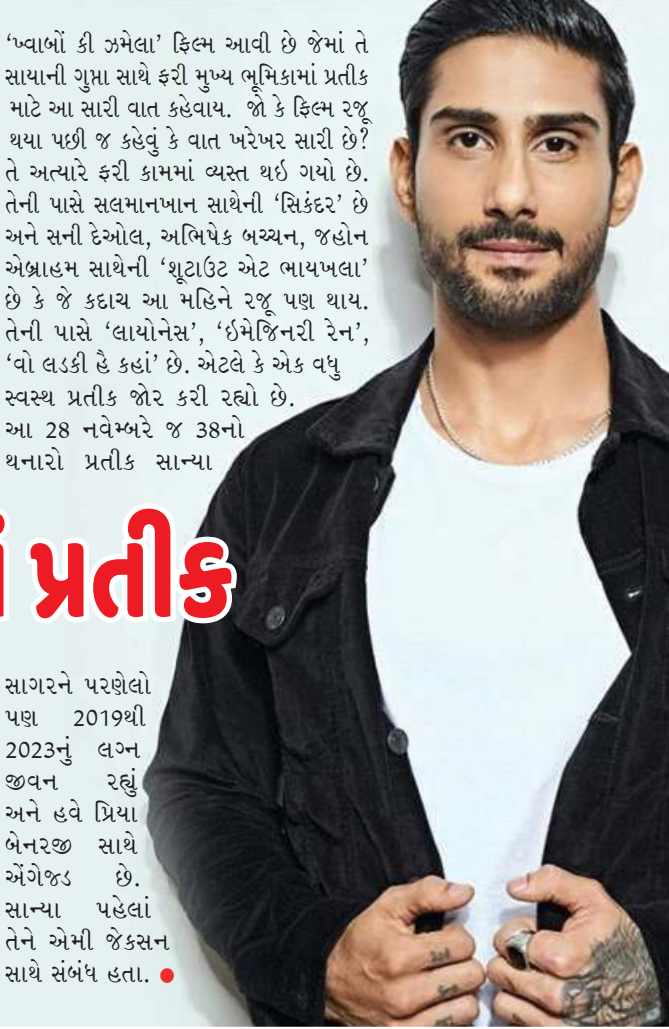 ‘ખ્વાબોં કી ઝમેલા’ ફિલ્મ આવી છે જેમાં તે
સાયાની ગુપ્તા સાથે ફરી મુખ્ય ભૂમિકામાં પ્રતીક
માટે આ સારી વાત કહેવાય. જો કે ફિલ્મ રજૂ
થયા પછી જ કહેવું કે વાત ખરેખર સારી છે?
તે અત્યારે ફરી કામમાં વ્યસ્ત થઇ ગયો છે.
તેની પાસે સલમાનખાન સાથેની ‘સિકંદર’ છે
અને સની દેઓલ, અભિષેક બચ્ચન, જહોન
એબ્રાહમ સાથેની ‘શૂટાઉટ એટ ભાયખલા’
છે કે જે કદાચ આ મહિને રજૂ પણ થાય.
તેની પાસે ‘લાયોનેસ’, ‘ઇમેજિનરી રેન’,
‘વો લડકી હૈ કહાં’ છે. એટલે કે એક વધુ
સ્વસ્થ પ્રતીક જોર કરી રહ્યો છે.
આ 28 નવેમ્બરે જ 38નો
થનારો પ્રતીક સાન્યા
પ્રતીક
સાગરને પરણેલો
પણ 2019થી
2023નું લગ્ન
જીવન રહ્યું
અને હવે પ્રિયા
બેનરજી સાથે
એંગેજ્ડ છે.
સાન્યા પહેલાં
તેને એમી જેકસન
સાથે સંબંધ હતા.